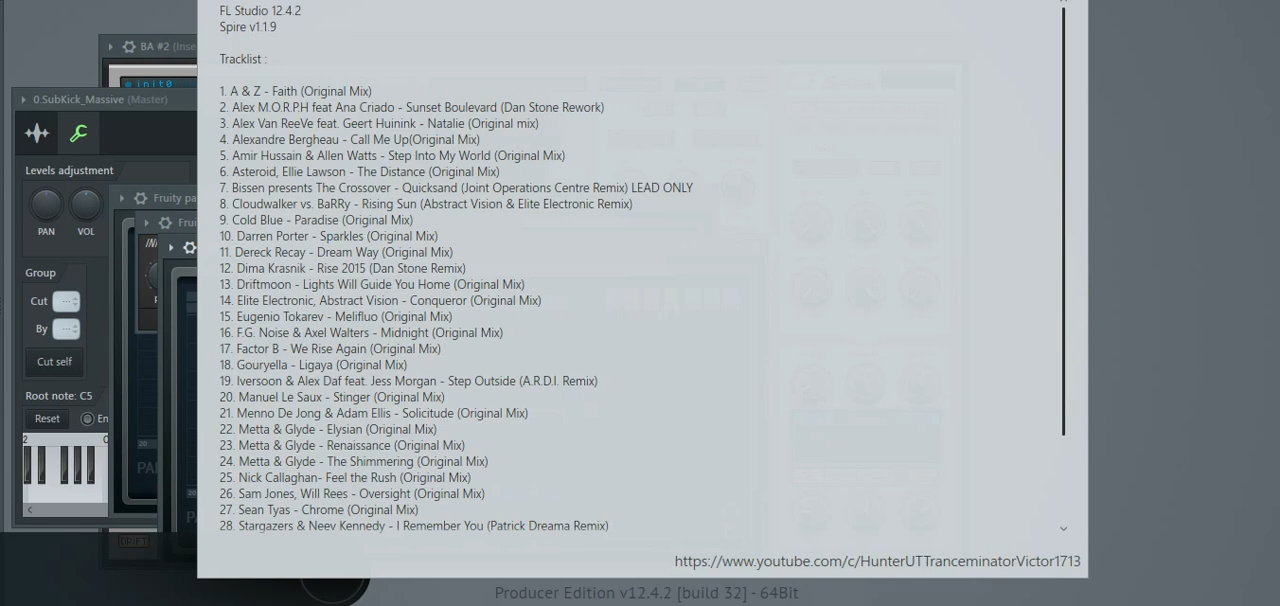 FL Studio 12.4.2
Spire v1.1.9
Tracklist :
1. A & Z - Faith (Original Mix)
2. Alex M.O.R.P.H feat Ana Criado - Sunset Boulevard (Dan Stone Rework)
3. Alex Van ReeVe feat. Geert Huinink - Natalie (Original mix)
4. Alexandre Bergheau - Call Me Up(Original Mix)
5. Amir Hussain & Allen Watts - Step Into My World (Original Mix)
6. Asteroid, Ellie Lawson - The Distance (Original Mix)
7. Bissen presents The Crossover - Quicksand (Joint Operations Centre Remix) LEAD ONLY
8. Cloudwalker vs. BaRRy - Rising Sun (Abstract Vision & Elite Electronic Remix)
9. Cold Blue - Paradise (Original Mix)
10. Darren Porter - Sparkles (Original Mix)
11. Dereck Recay - Dream Way (Original Mix)
12. Dima Krasnik - Rise 2015 (Dan Stone Remix)
13. Driftmoon - Lights Will Guide You Home (Original Mix)
14. Elite Electronic, Abstract Vision - Conqueror (Original Mix)
15. Eugenio Tokarev - Melifluo (Original Mix)
16. F.G. Noise & Axel Walters - Midnight (Original Mix)
17. Factor B - We Rise Again (Original Mix)
18. Gouryella - Ligaya (Original Mix)
19. Iversoon & Alex Daf feat. Jess Morgan - Step Outside (A.R.D.I. Remix)
20. Manuel Le Saux - Stinger (Original Mix)
21. Menno De Jong & Adam Ellis - Solicitude (Original Mix)
22. Metta & Glyde - Elysian (Original Mix)
23. Metta & Glyde - Renaissance (Original Mix)
24. Metta & Glyde - The Shimmering (Original Mix)
25. Nick Callaghan- Feel the Rush (Original Mix)
26. Sam Jones, Will Rees - Oversight (Original Mix)
27. Sean Tyas - Chrome (Original Mix)
28. Stargazers & Neev Kennedy - I Remember You (Patrick Dreama Remix)
https://www.youtube.com/c/HunterUTTranceminatorVictor1713
Producer Edition v12.4.2 [build 32] - 64Bit
BA #2 (Inse
init0
0.SubKick_Massive (Master)
Levels adjustment
PAN VOL
Fruity pa
Frui
Group
Cut
By
Cut self
Root note: C5
Reset En
2 C
20
20
PA
DRIFT